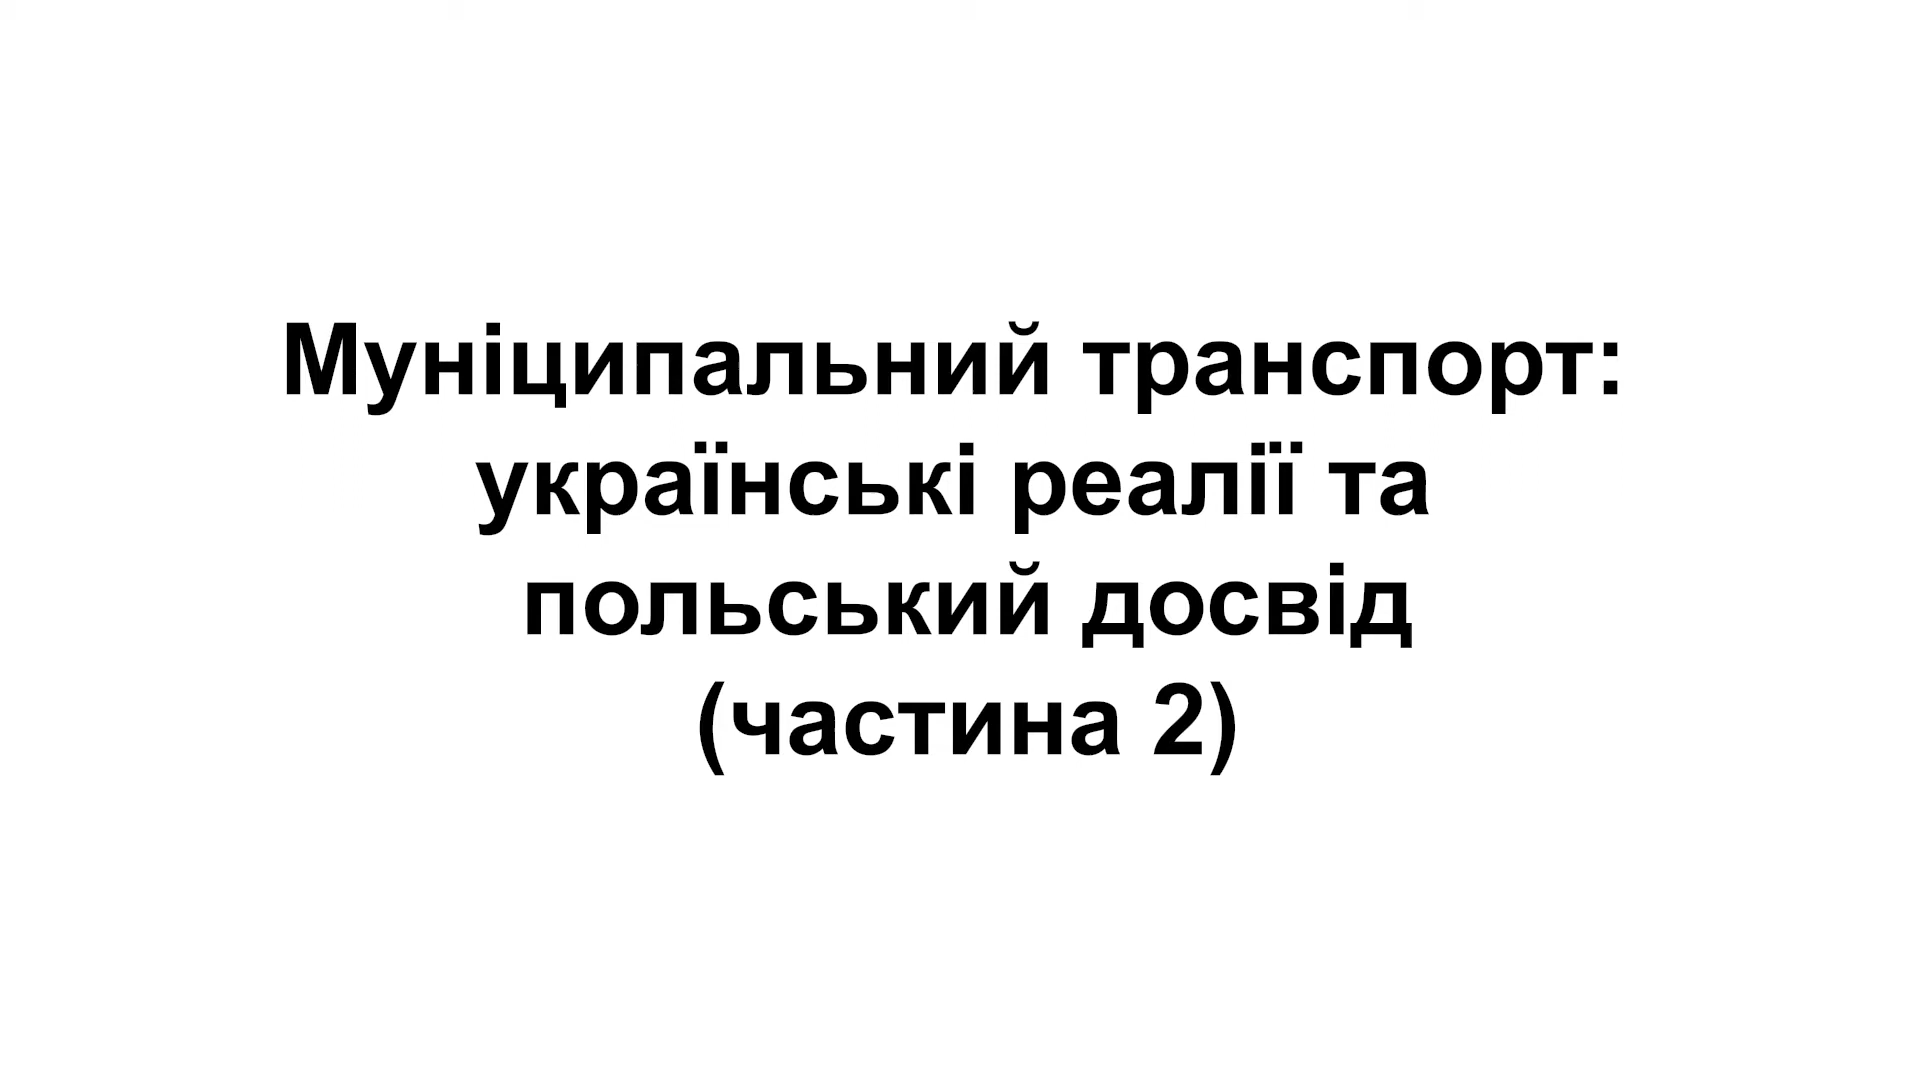 Муніципальний транспорт:
українські реалії та
польський досвід
(частина 2)